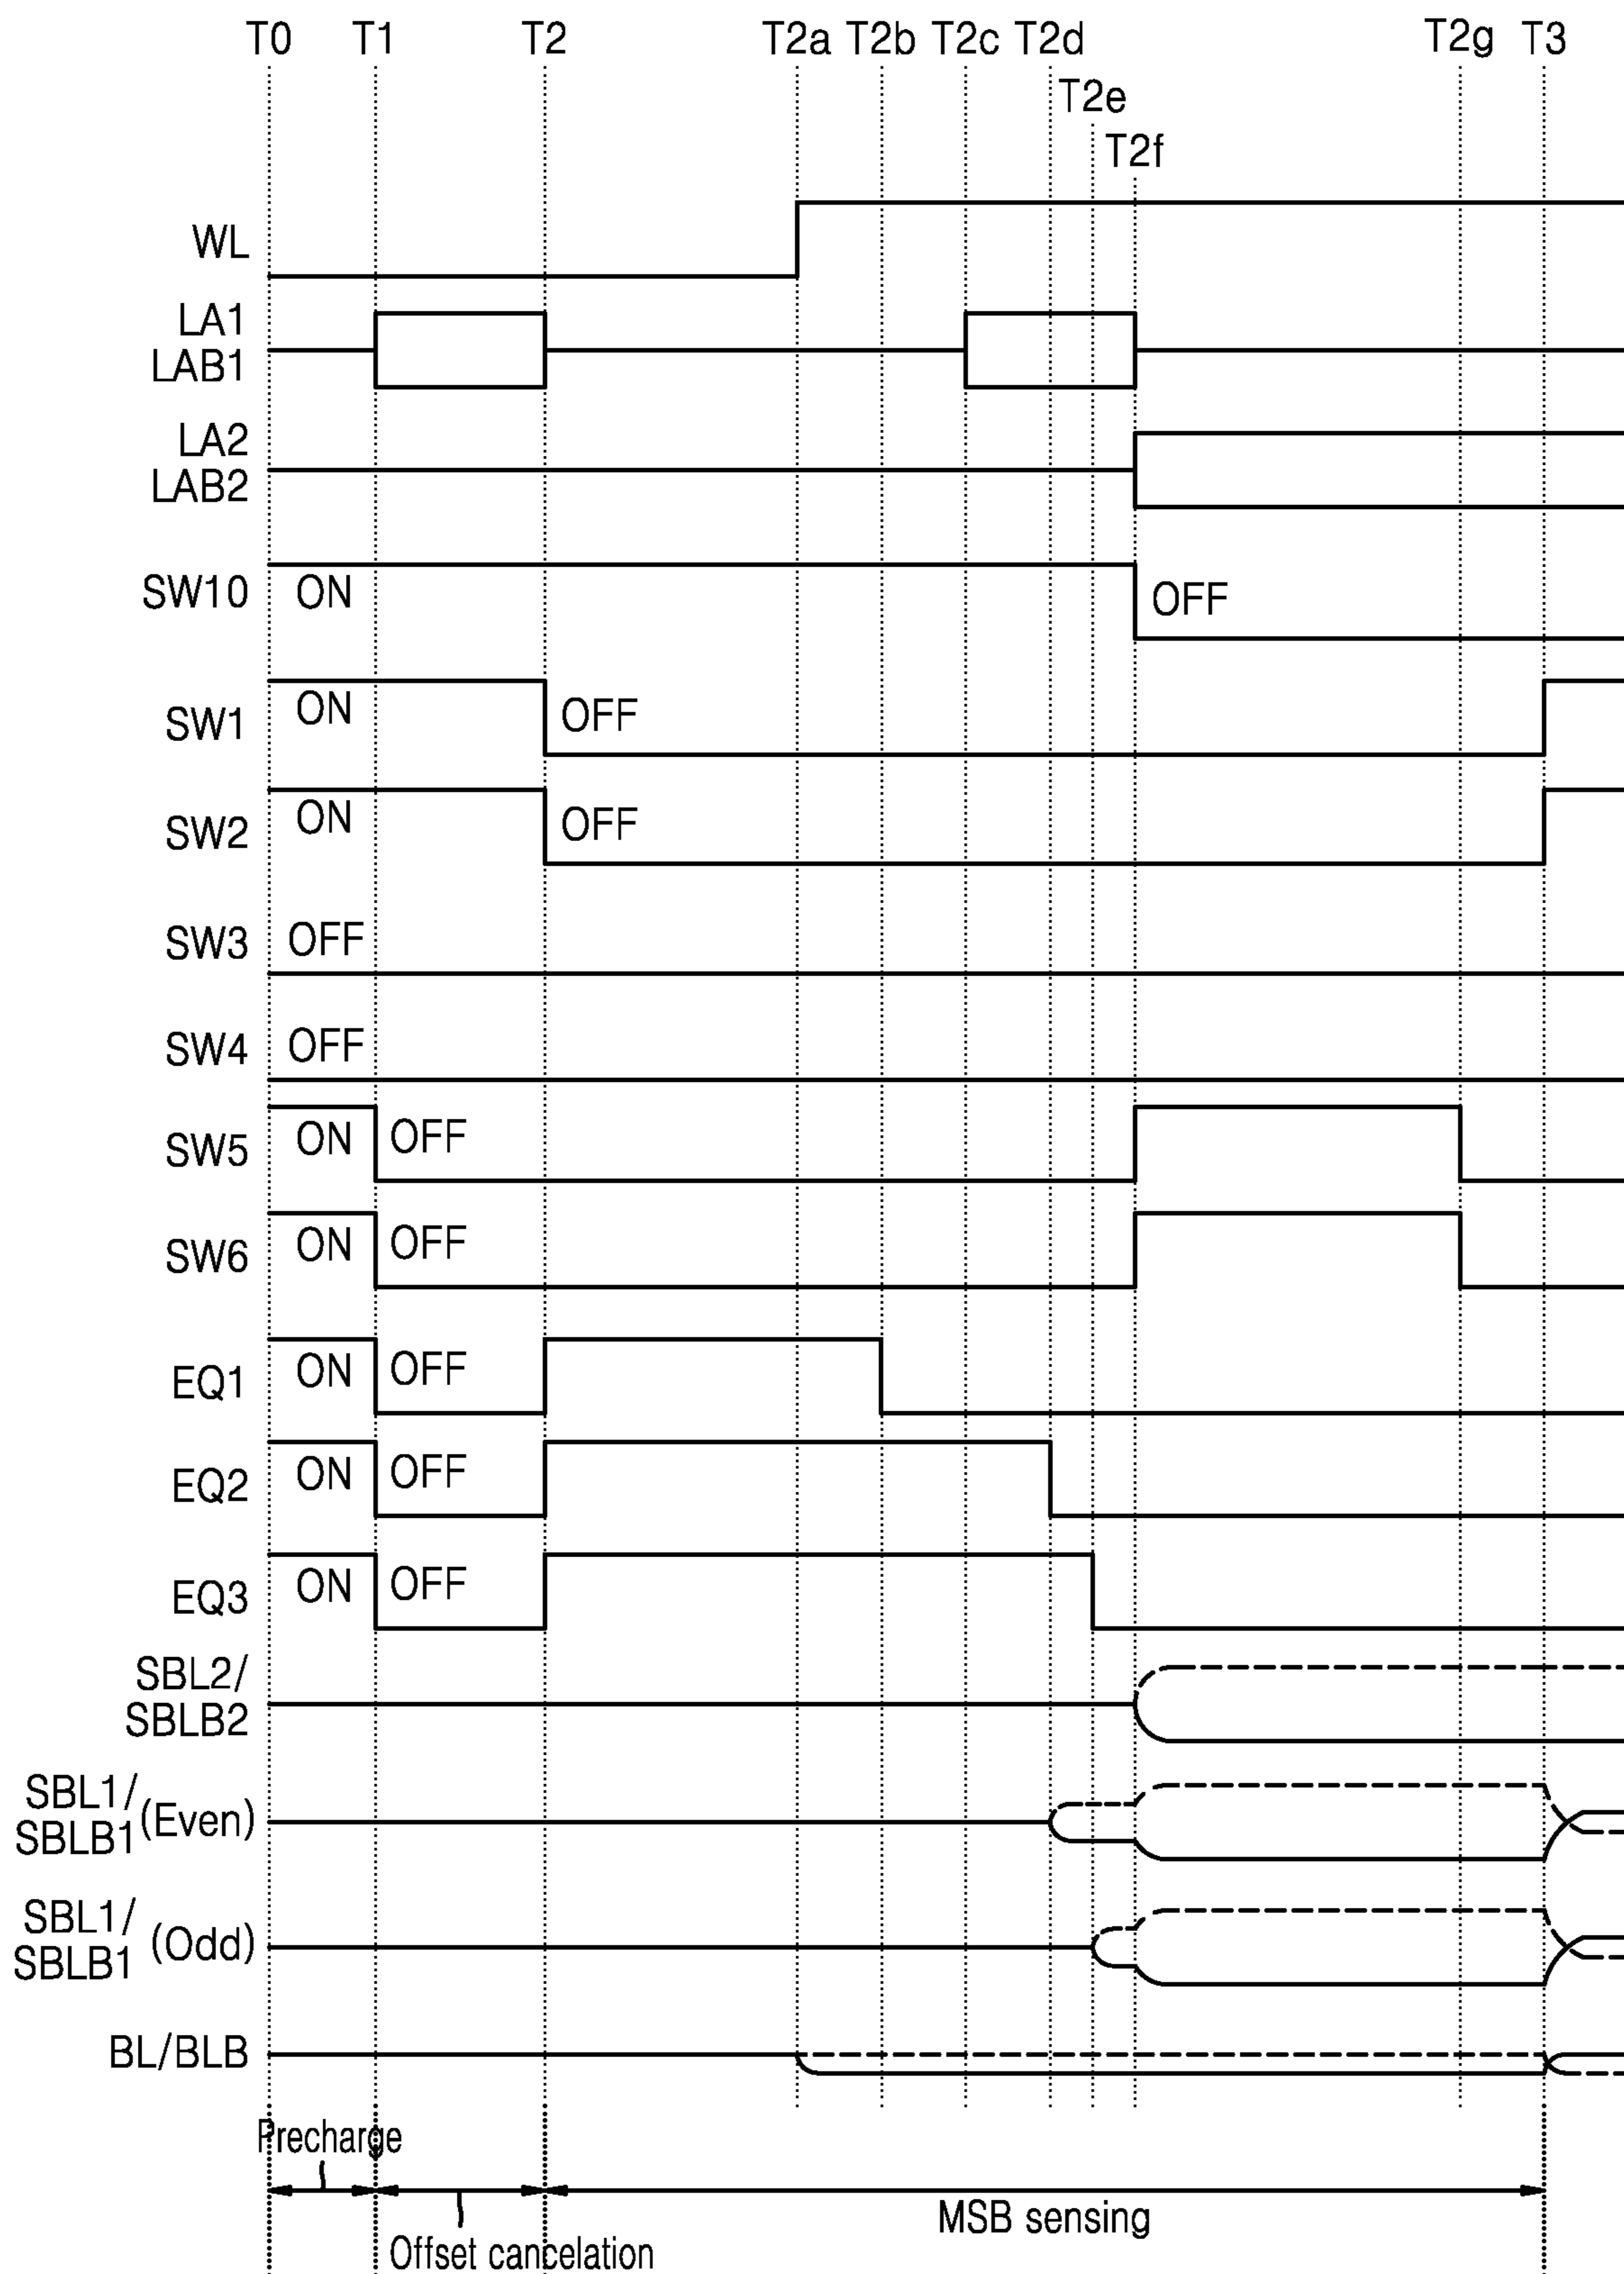 T0 T1 T2 T2a T2b T2c T2d T2g T3
T2e
T2f
WL
LA1
LAB1
LA2
LAB2
SW10 ON OFF
SW1 ON OFF
SW2 ON OFF
SW3 OFF
SW4 OFF
SW5 ON OFF
SW6 ON OFF
EQ1 ON OFF
EQ2 ON OFF
EQ3 ON OFF
SBL2/
SBLB2
SBL1/
SBLB1 (Even)
SBL1/
SBLB1 (Odd)
BL/BLB
Precharge
MSB sensing
Offset cancelation